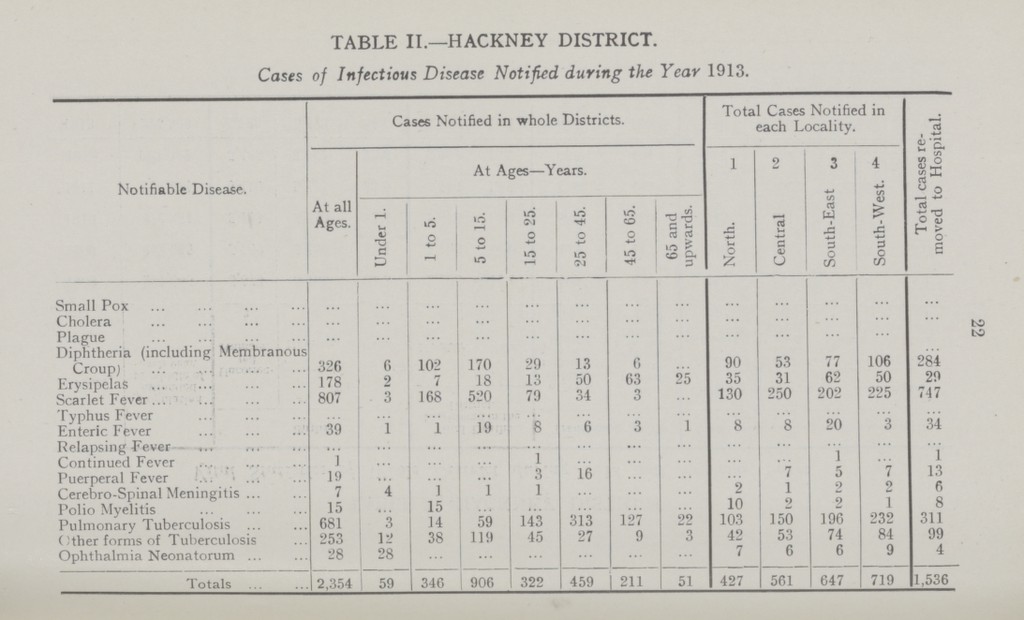 TABLE II.—HACKNEY DISTRICT.
Cases of Infectious Disease Notified during the Year 1913.
Notifiable Disease. Cases Notified in whole Districts. Total Cases Notified in each Locality. Total cases removed to Hospital.
At all Ages. At Ages—Years. 1 2 3 4
Under 1. 1 to 5. 5 to 15. 15 to 25. 25 to 45. 45 to 65. 65 and upwards. North. Central South-East South-West.
Small Pox ... ... ... ... ... ... ... ... ... ... ... ... ... ... ... ... ...
Cholera ... ... ... ... ... ... ... ... ... ... ... ... ... ... ... ... ...
Plague ... ... ... ... ... ... ... ... ... ... ... ... ... ... ... ... ...
Diphtheria (including Membranous ...
Croup) ... ... ... 326 6 102 170 29 13 6 ... 90 53 77 106 284
Erysipelas ... ... ... ... 178 2 7 18 13 50 63 25 35 31 62 50 29
Scarlet Fever ... ... ... ... 807 3 168 520 79 34 3 ... 130 250 202 225 747
Typhus Fever ... ... ... ... ... ... ... ... ... ... ... ... ... ... ... ...
Enteric Fever ... ... ... 39 1 1 19 8 6 3 1 8 8 20 3 34
Relapsing Fever ... ... ... ... ... ... ... ... ... ... ... ... ... ... ... ...
Continued Fever ... ... ... 1 ... ... ... 1 ... ... ... ... ... 1 ... 1
Puerperal Fever ... ... ... 19 ... ... ... 3 16 ... ... ... 7 5 7 13
Cerebro-Spinal Meningitis ... ... 7 4 1 1 1 ... ... ... 2 1 2 2 6
Polio Myelitis ... ... ... 15 ... 15 ... ... ... ... ... 10 2 2 1 8
Pulmonary Tuberculosis ... ... 681 3 14 59 143 313 127 22 103 150 196 232 311
Other forms of Tuberculosis ... 253 12 38 119 45 27 9 3 42 53 74 84 99
Ophthalmia Neonatorum ... ... 28 28 ... ... ... ... ... ... 7 6 6 9 4
Totals ... ... 2,354 59 346 906 322 459 211 51 427 561 647 719 1,536
22